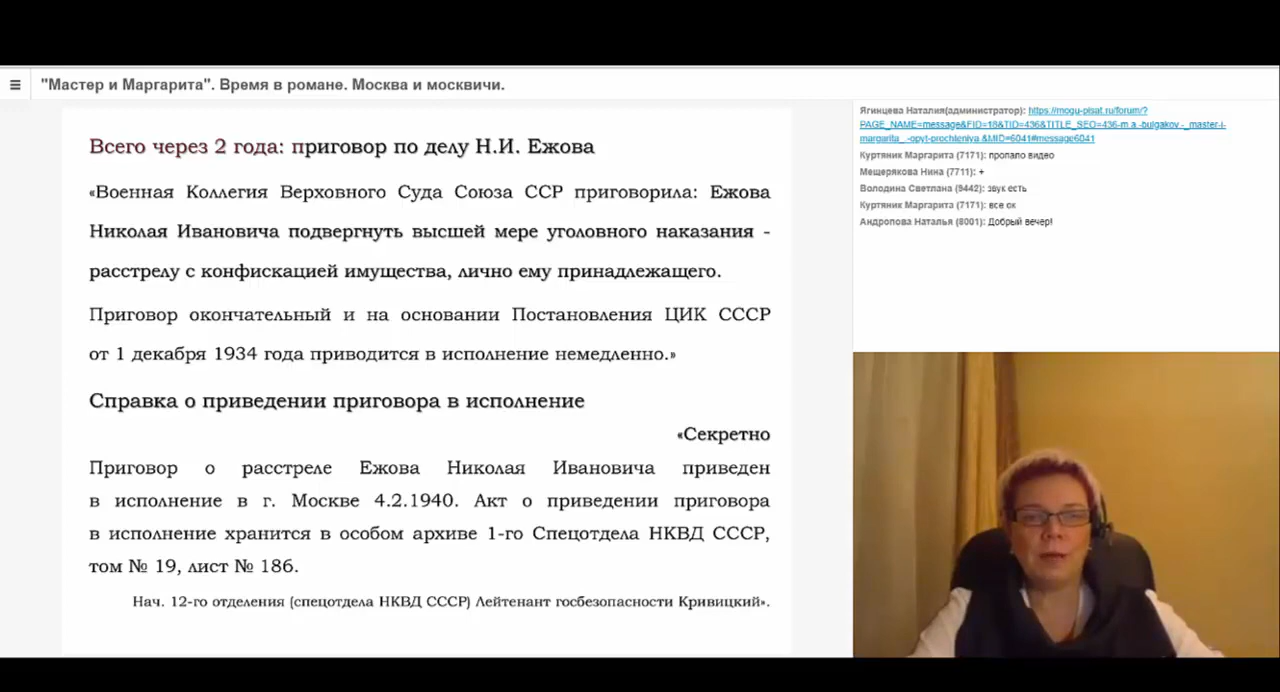 "Мастер и Маргарита". Время в романе. Москва и москвичи.
Всего через 2 года: приговор по делу Н.И. Ежова
«Военная Коллегия Верховного Суда Союза ССР приговорила: Ежова
Николая Ивановича подвергнуть высшей мере уголовного наказания -
расстрелу с конфискацией имущества, лично ему принадлежащего.
Приговор окончательный и на основании Постановления ЦИК СССР
от 1 декабря 1934 года приводится в исполнение немедленно.»
Справка о приведении приговора в исполнение
«Секретно
Приговор о расстреле Ежова Николая Ивановича приведен
в исполнение в г. Москве 4.2.1940. Акт о приведении приговора
в исполнение хранится в особом архиве 1-го Спецотдела НКВД СССР,
том № 19, лист № 186.
Нач. 12-го отделения (спецотдела НКВД СССР) Лейтенант госбезопасности Кривицкий».
Ягинцева Наталия(администратор): https://mogu-pisat.ru/forum/?
PAGE_NAME=message&FID=18&TID=436&TITLE_SEO=436-m.a.-bulgakov-_master-i-
margarita_.-opyt-prochteniya.&MID=6041#message6041
Куртяник Маргарита (7171): пропало видео
Мещерякова Нина (7711): +
Володина Светлана (9442): звук есть
Куртяник Маргарита (7171): все ок
Андропова Наталья (8001): Добрый вечер!